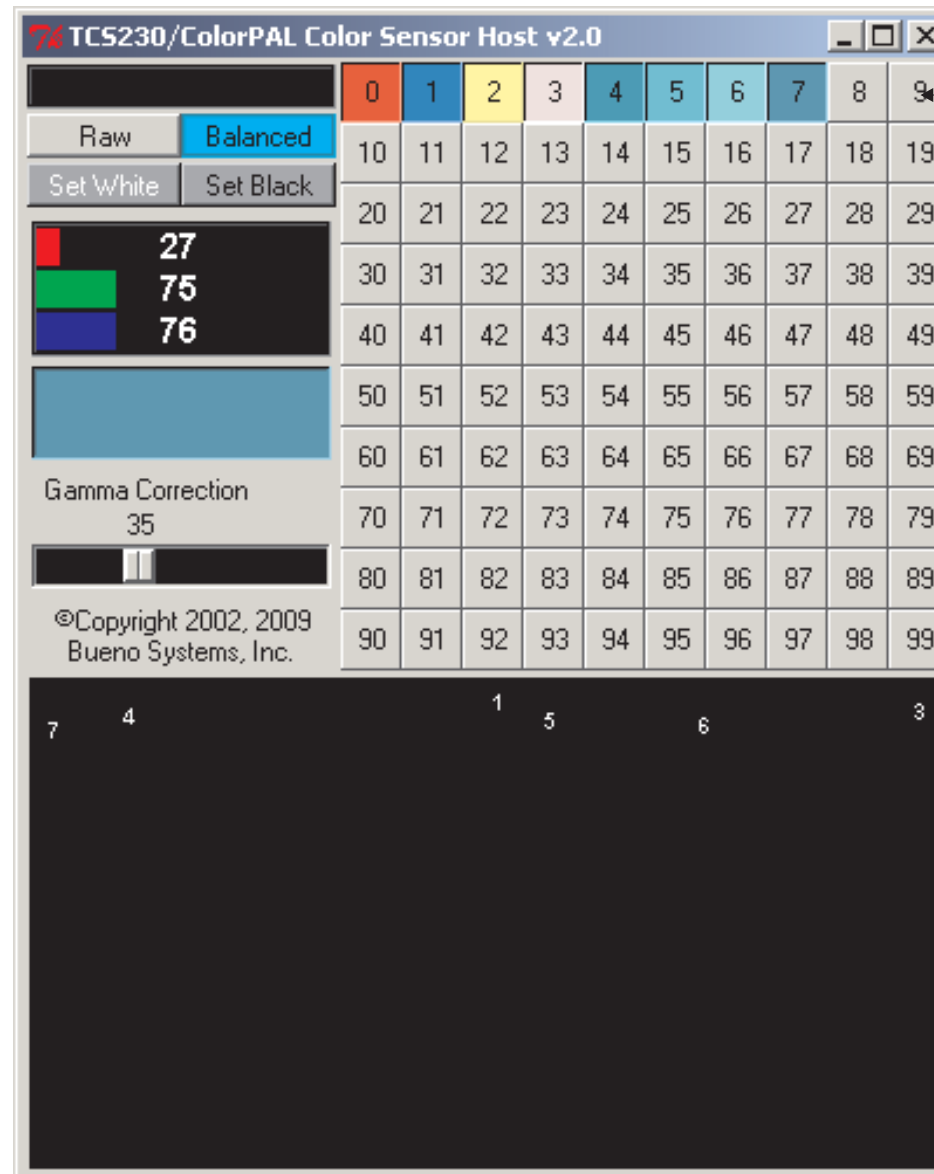 TCS230/ColorPAL Color Sensor Host v2.0
Raw Balanced
Set White Set Black
27
75
76
Gamma Correction
35
©Copyright 2002, 2009
Bueno Systems, Inc.
0 1 2 3 4 5 6 7 8 9
10 11 12 13 14 15 16 17 18 19
20 21 22 23 24 25 26 27 28 29
30 31 32 33 34 35 36 37 38 39
40 41 42 43 44 45 46 47 48 49
50 51 52 53 54 55 56 57 58 59
60 61 62 63 64 65 66 67 68 69
70 71 72 73 74 75 76 77 78 79
80 81 82 83 84 85 86 87 88 89
90 91 92 93 94 95 96 97 98 99
7 4 1 5 6 3